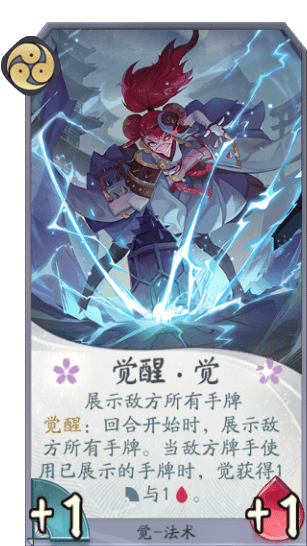 觉醒·觉
展示敌方所有手牌
觉醒：回合开始时，展示敌
方所有手牌。当敌方牌手使
用已展示的手牌时，觉获得1
与1。
+1
觉-法术
+1